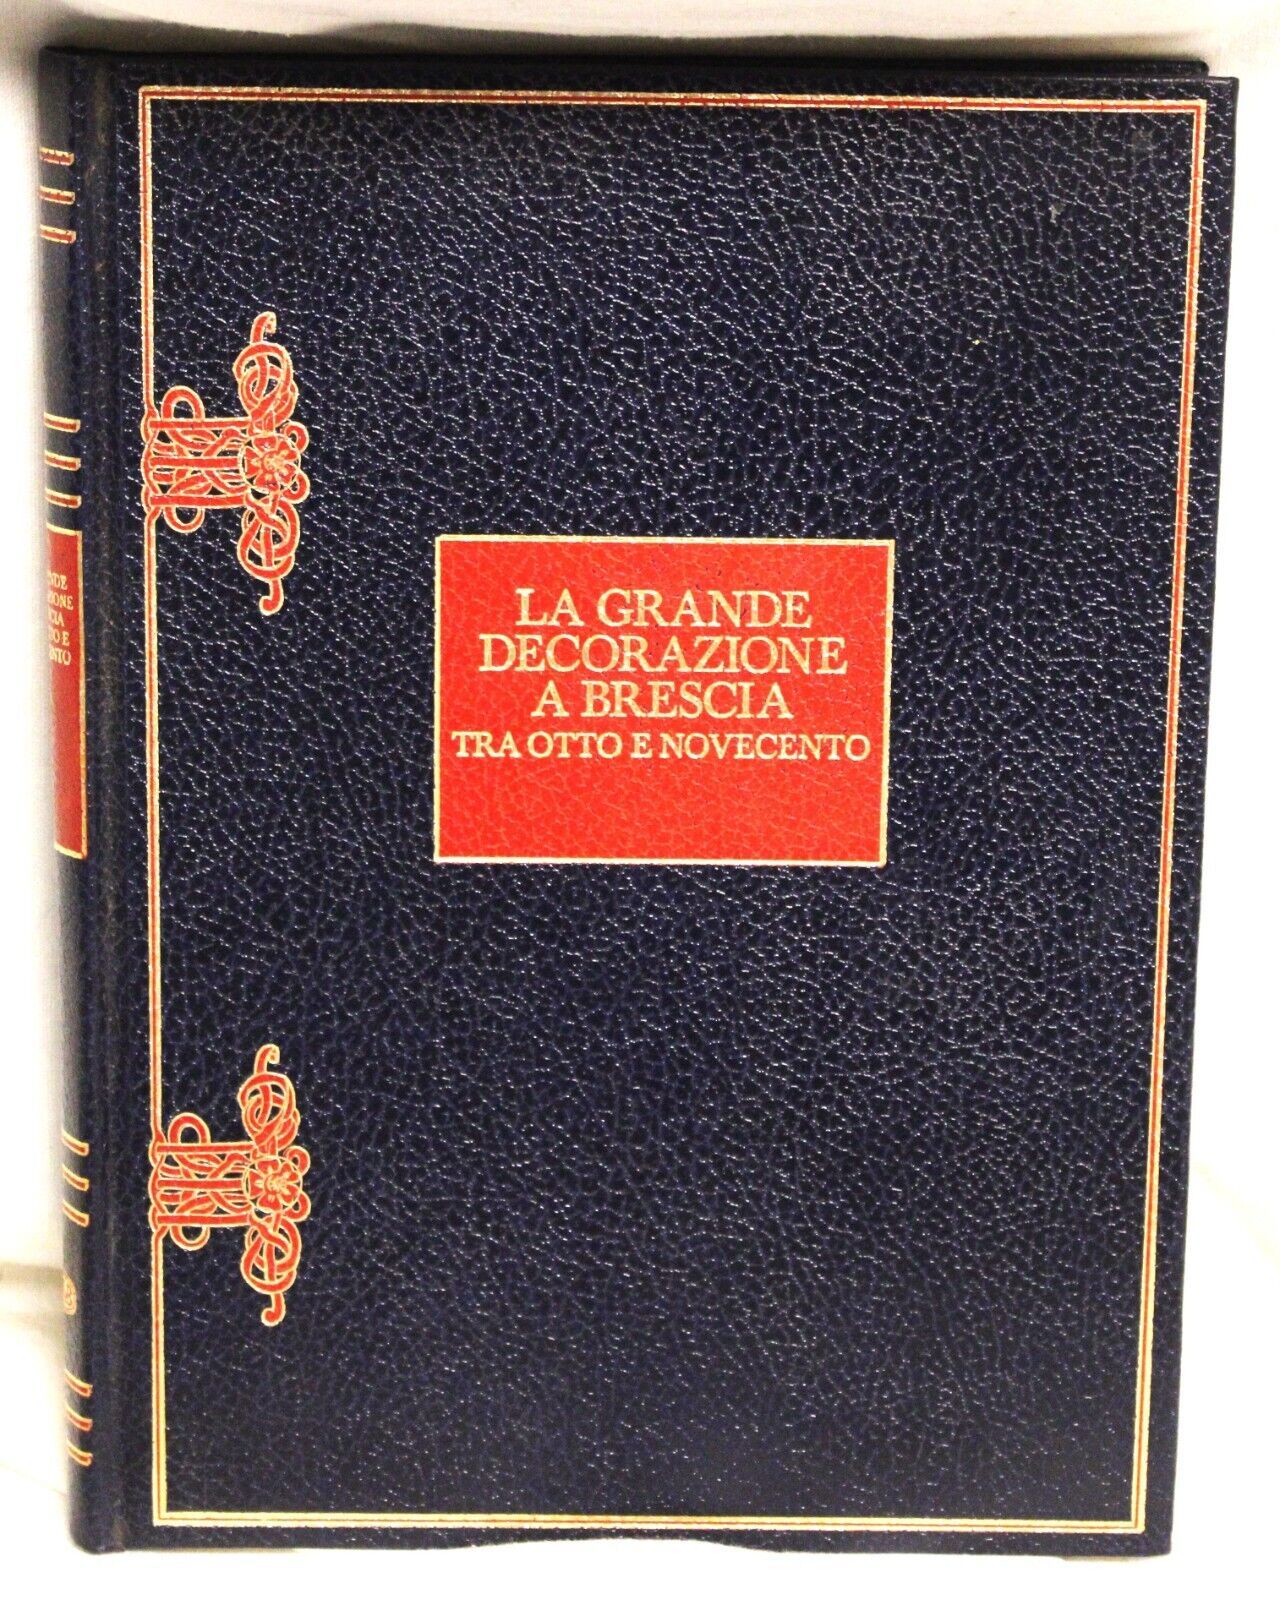 LA GRANDE
DECORAZIONE
A BRESCIA
TRA OTTO E NOVECENTO